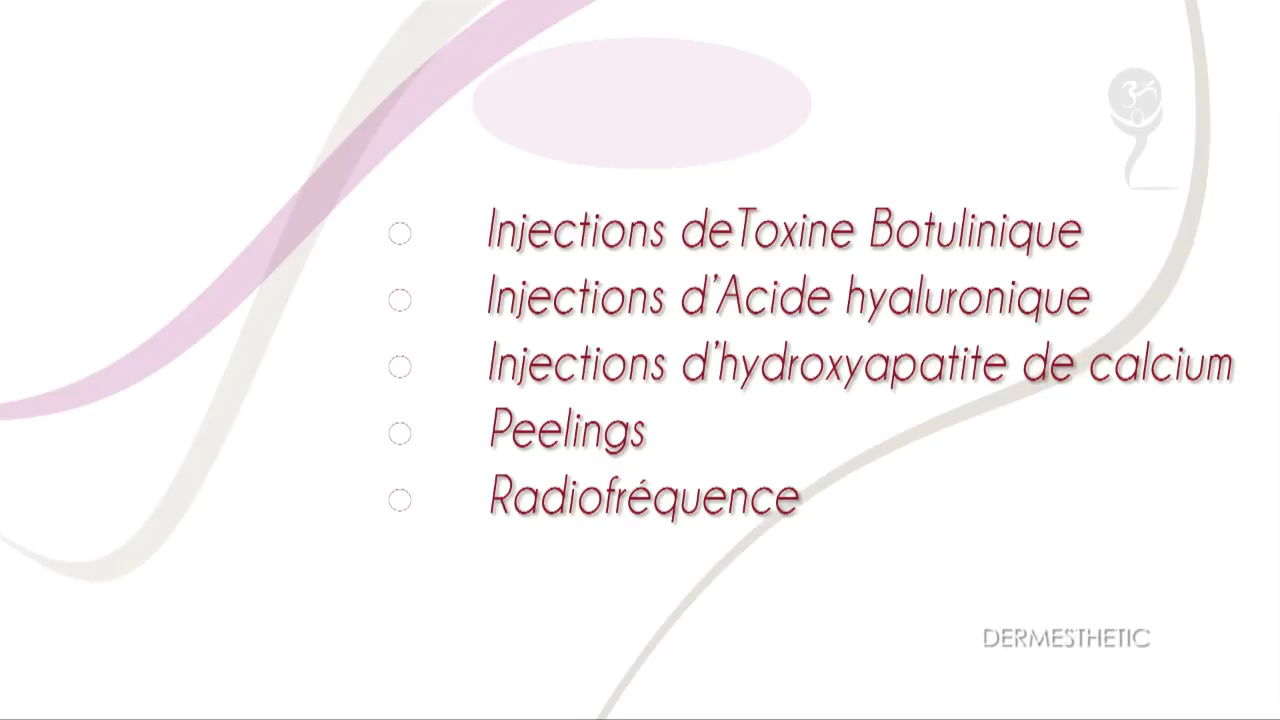 Injections deToxine Botulinique
Injections d'Acide hyaluronique
Injections d'hydroxyapatite de calcium
Peelings
Radiofréquence
DERMESTHETIC